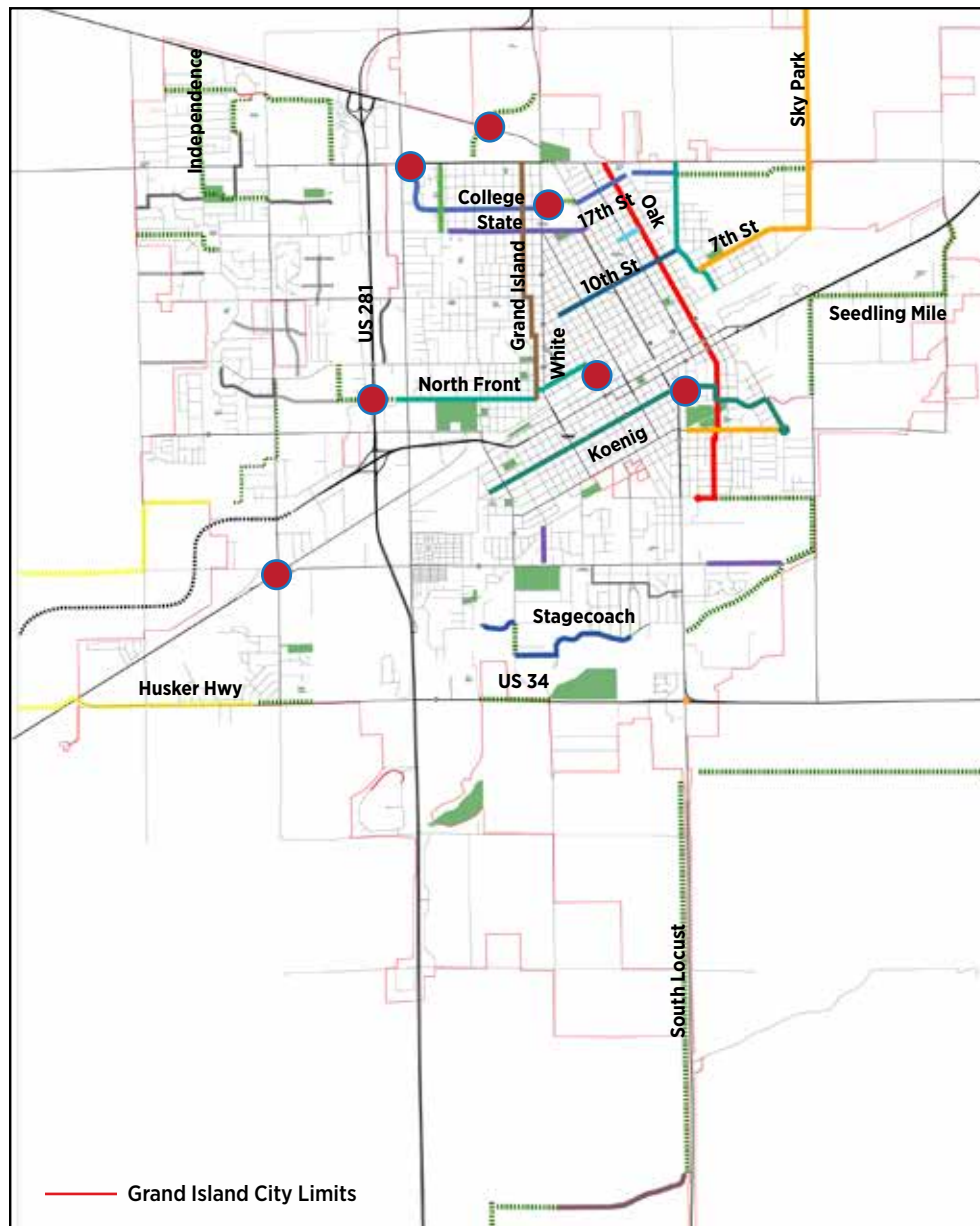 Independence
Sky Park
College
State
17th St
Oak
7th St
10th St
Grand Island
US 281
White
Seedling Mile
North Front
Koenig
Stagecoach
US 34
Husker Hwy
South Locust
Grand Island City Limits